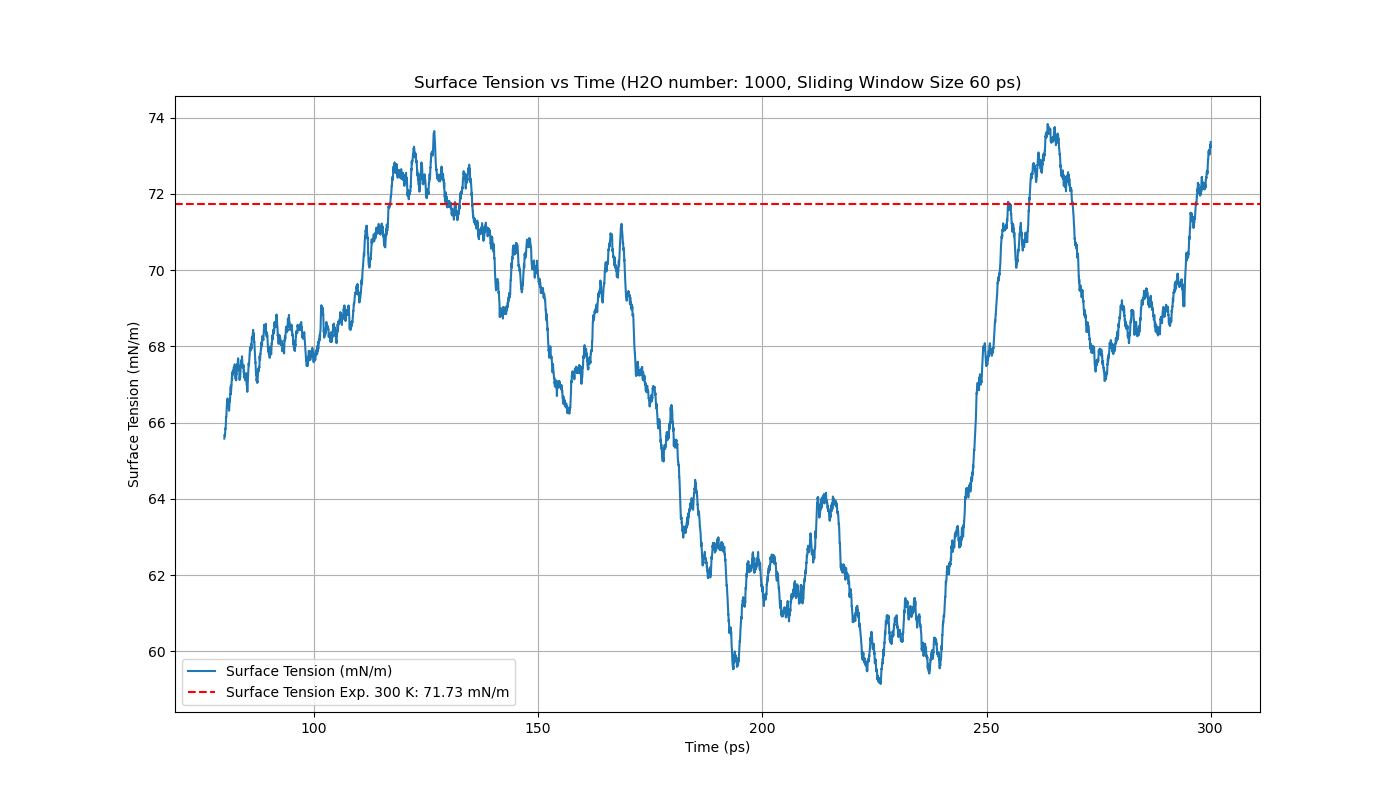 Surface Tension vs Time (H2O number: 1000, Sliding Window Size 60 ps)
Surface Tension (mN/m)
74
72
70
68
66
64
62
60
Surface Tension (mN/m)
Surface Tension Exp. 300 K: 71.73 mN/m
100
150
200
250
300
Time (ps)